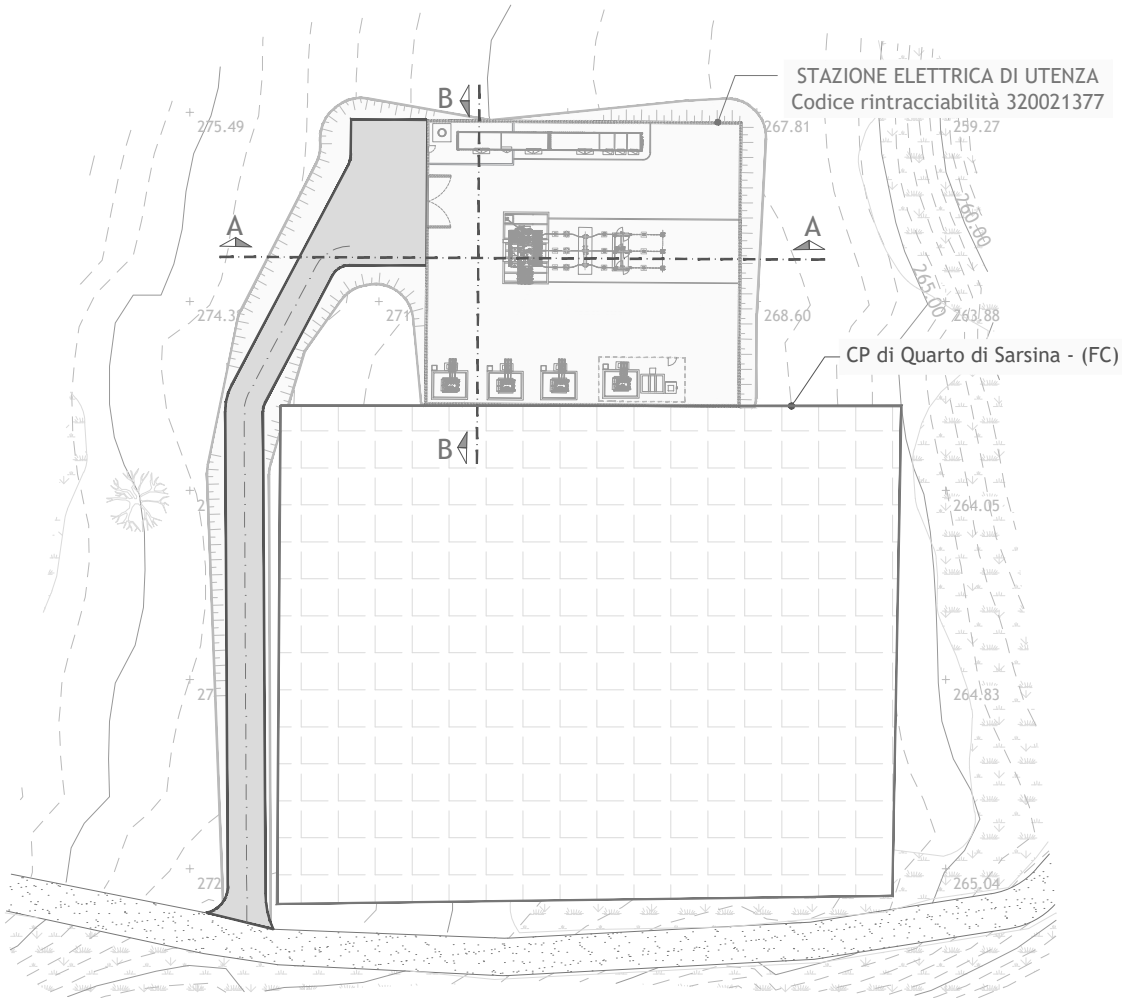 STAZIONE ELETTRICA DI UTENZA
Codice rintracciabilità 320021377
B
275.49
267.81
259.27
260.00
A
A
265.00
274.3
271
268.60
263.88
CP di Quarto di Sarsina - (FC)
B
2
264.05
27
264.83
272
265.04